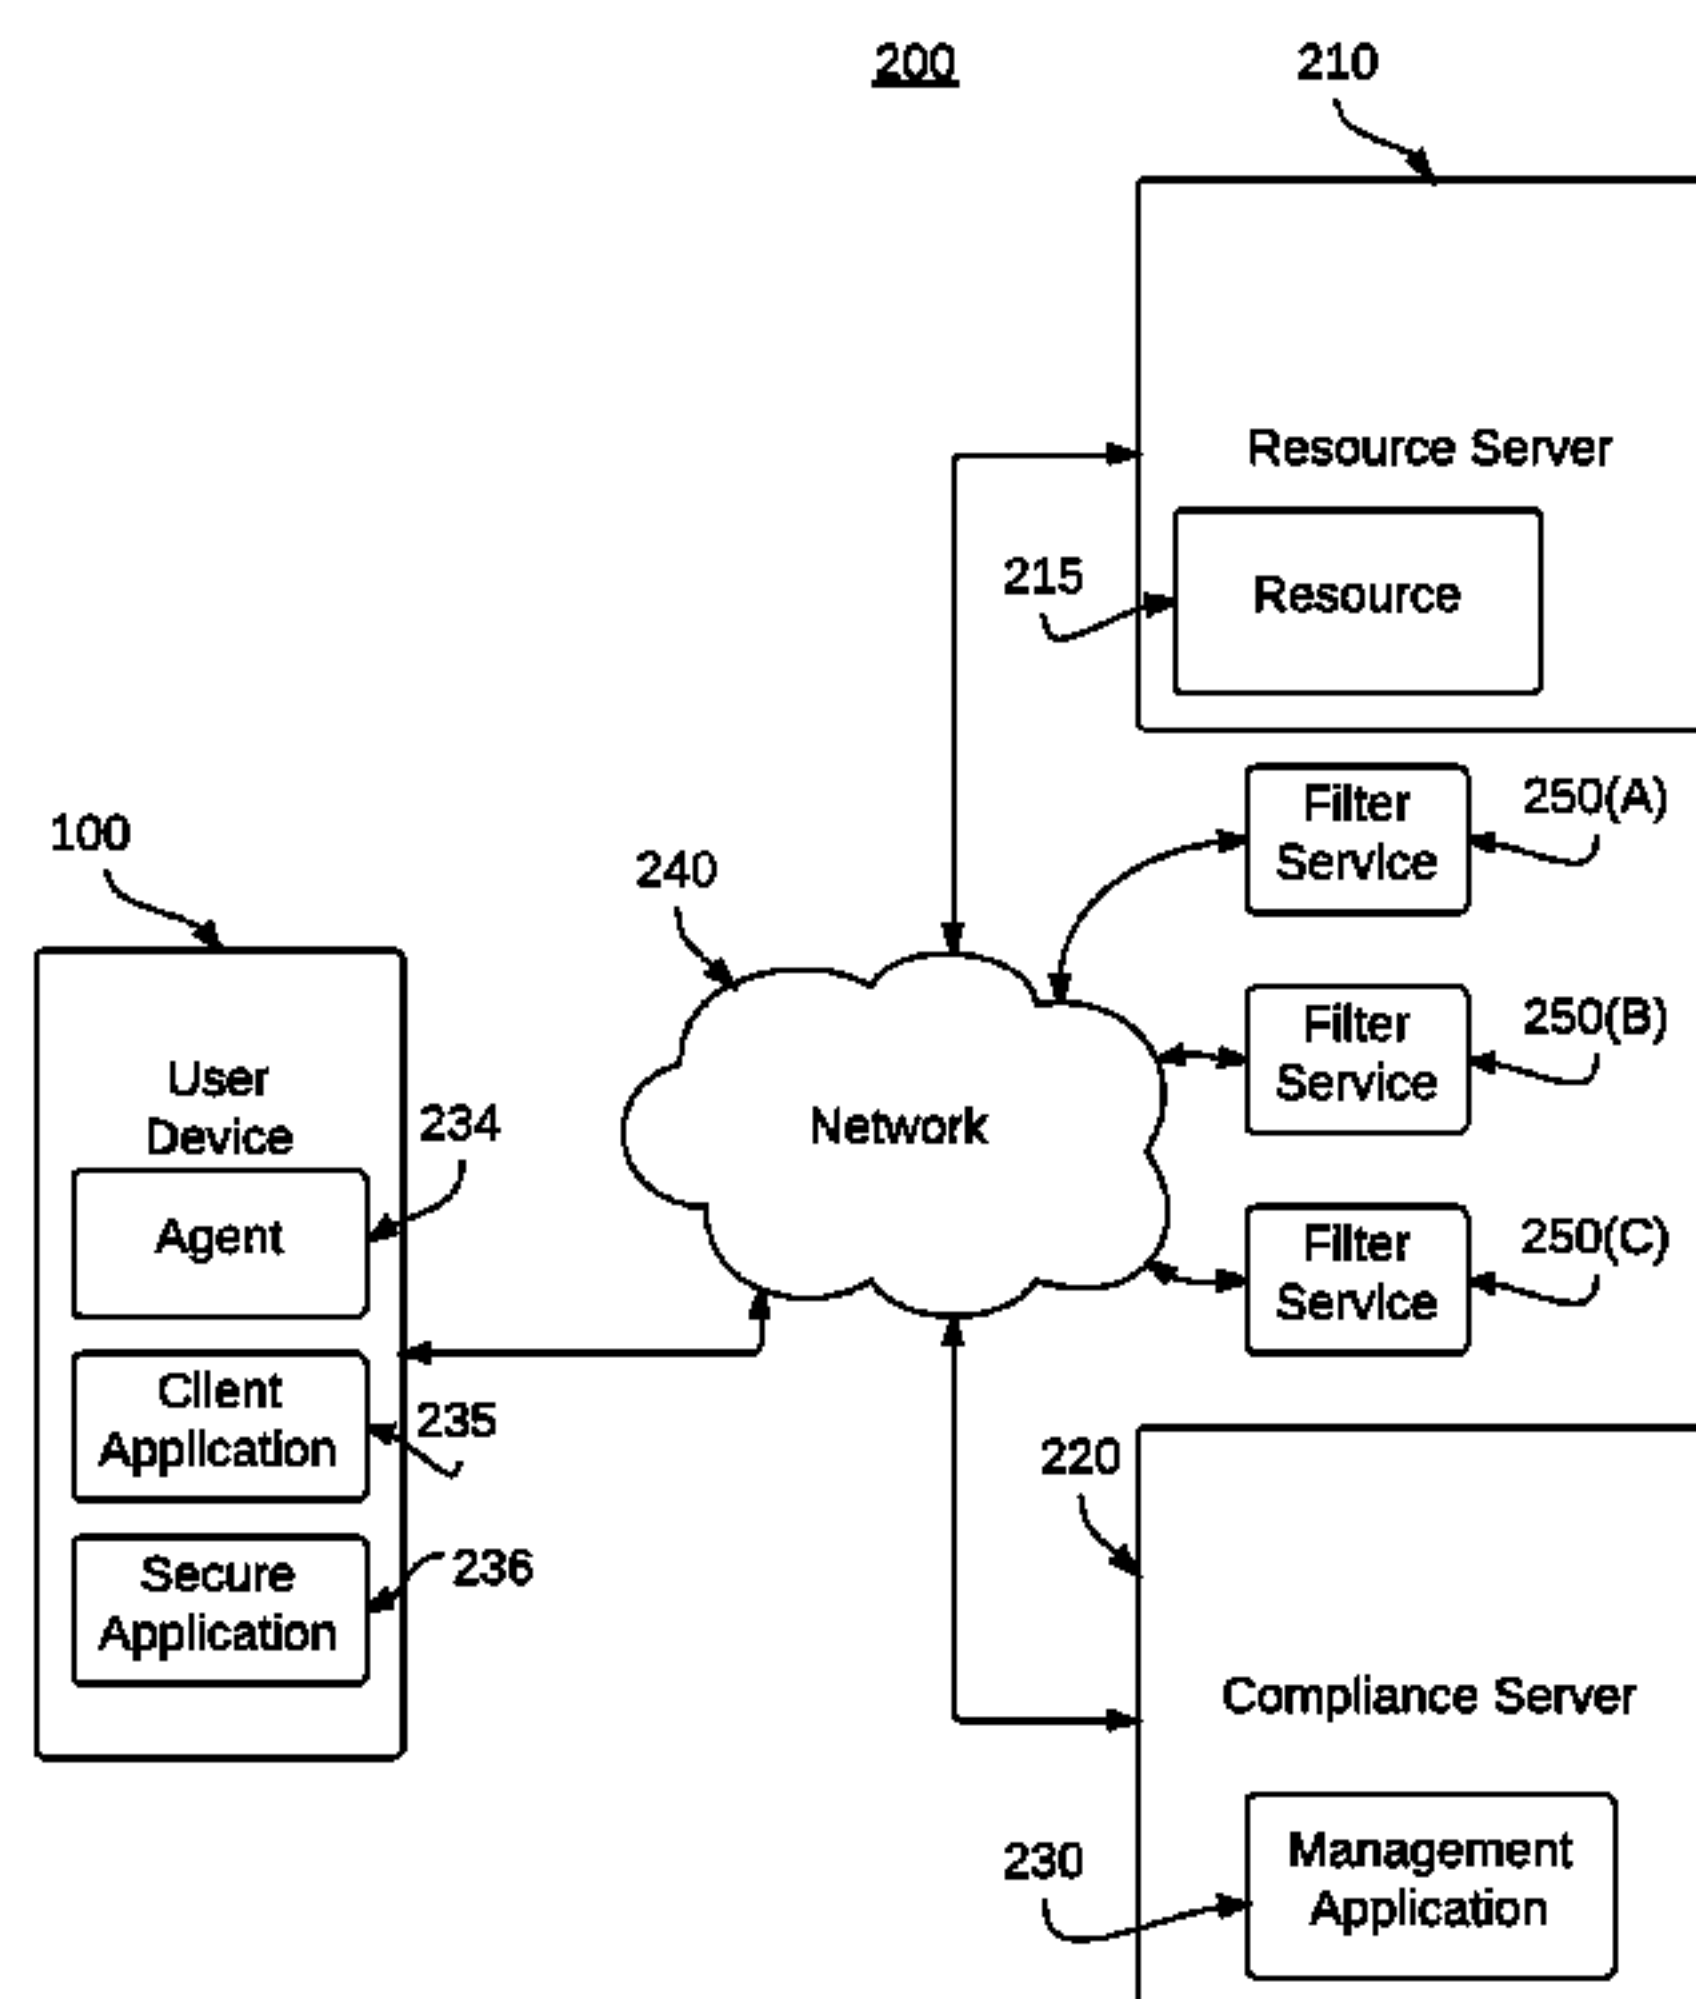 200
210
Resource Server
215
Resource
Filter
Service
250(A)
100
240
User
Device
234
Agent
Network
Filter
Service
250(B)
Filter
Service
250(C)
Client
Application
235
Secure
Application
236
220
Compliance Server
230
Management
Application